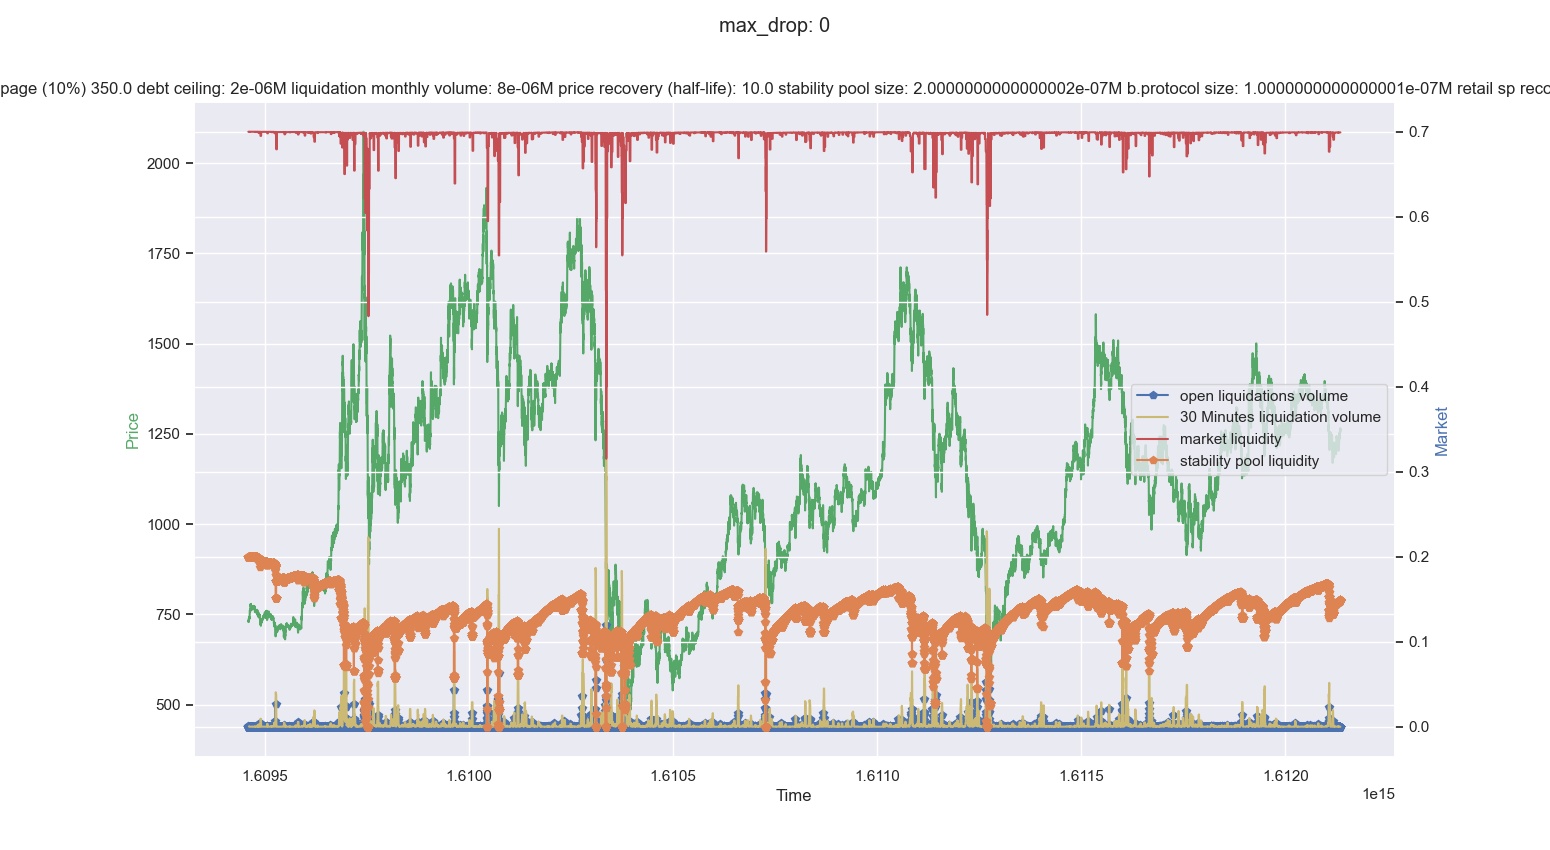 max_drop: 0
page (10%) 350.0 debt ceiling: 2e-06M liquidation monthly volume: 8e-06M price recovery (half-life): 10.0 stability pool size: 2.0000000000000002e-07M b.protocol size: 1.0000000000000001e-07M retail sp reco
2000
1750
1500
1250
1000
750
500
Price
0.7
0.6
0.5
0.4
0.3
0.2
0.1
0.0
Market
open liquidations volume
30 Minutes liquidation volume
market liquidity
stability pool liquidity
1.6095 1.6100 1.6105 1.6110 1.6115 1.6120
1e15
Time